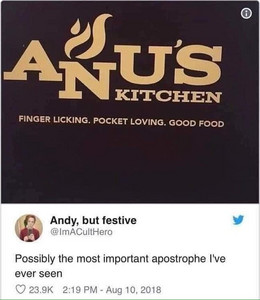 ANU'S
KITCHEN
FINGER LICKING. POCKET LOVING. GOOD FOOD
Andy, but festive
@ImACultHero
Possibly the most important apostrophe I've
ever seen
23.9K 2:19 PM - Aug 10, 2018